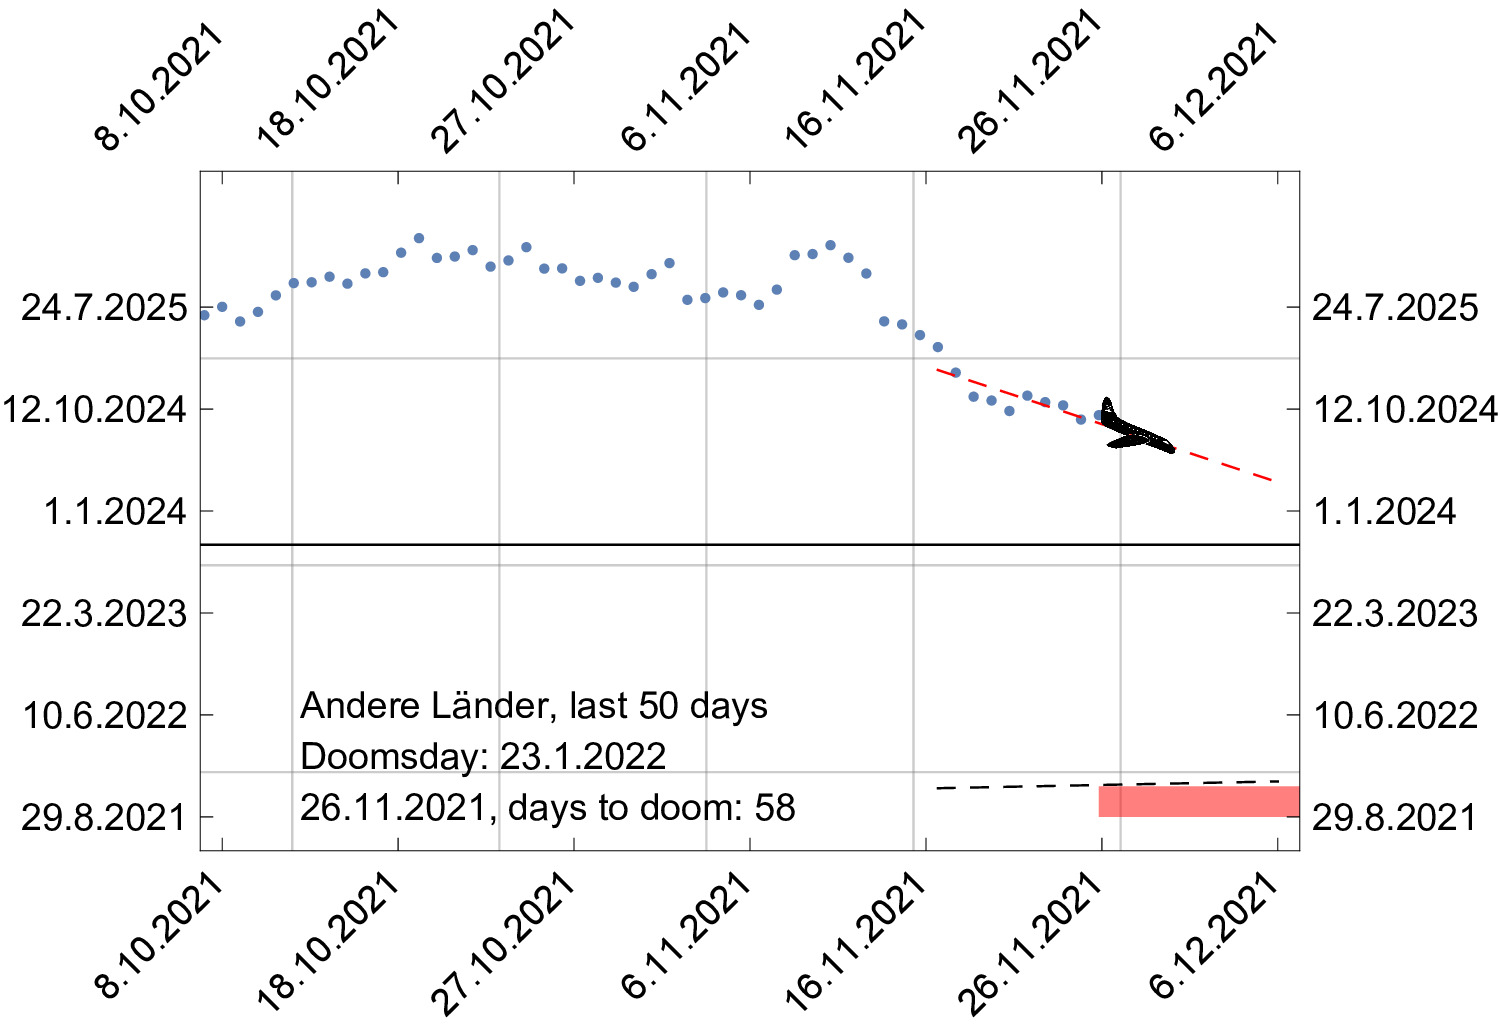 8.10.2021 18.10.2021 27.10.2021 6.11.2021 16.11.2021 26.11.2021 6.12.2021
24.7.2025 24.7.2025
12.10.2024 12.10.2024
1.1.2024 1.1.2024
22.3.2023 22.3.2023
10.6.2022 10.6.2022
29.8.2021 29.8.2021
Andere Länder, last 50 days
Doomsday: 23.1.2022
26.11.2021, days to doom: 58
8.10.2021 18.10.2021 27.10.2021 6.11.2021 16.11.2021 26.11.2021 6.12.2021